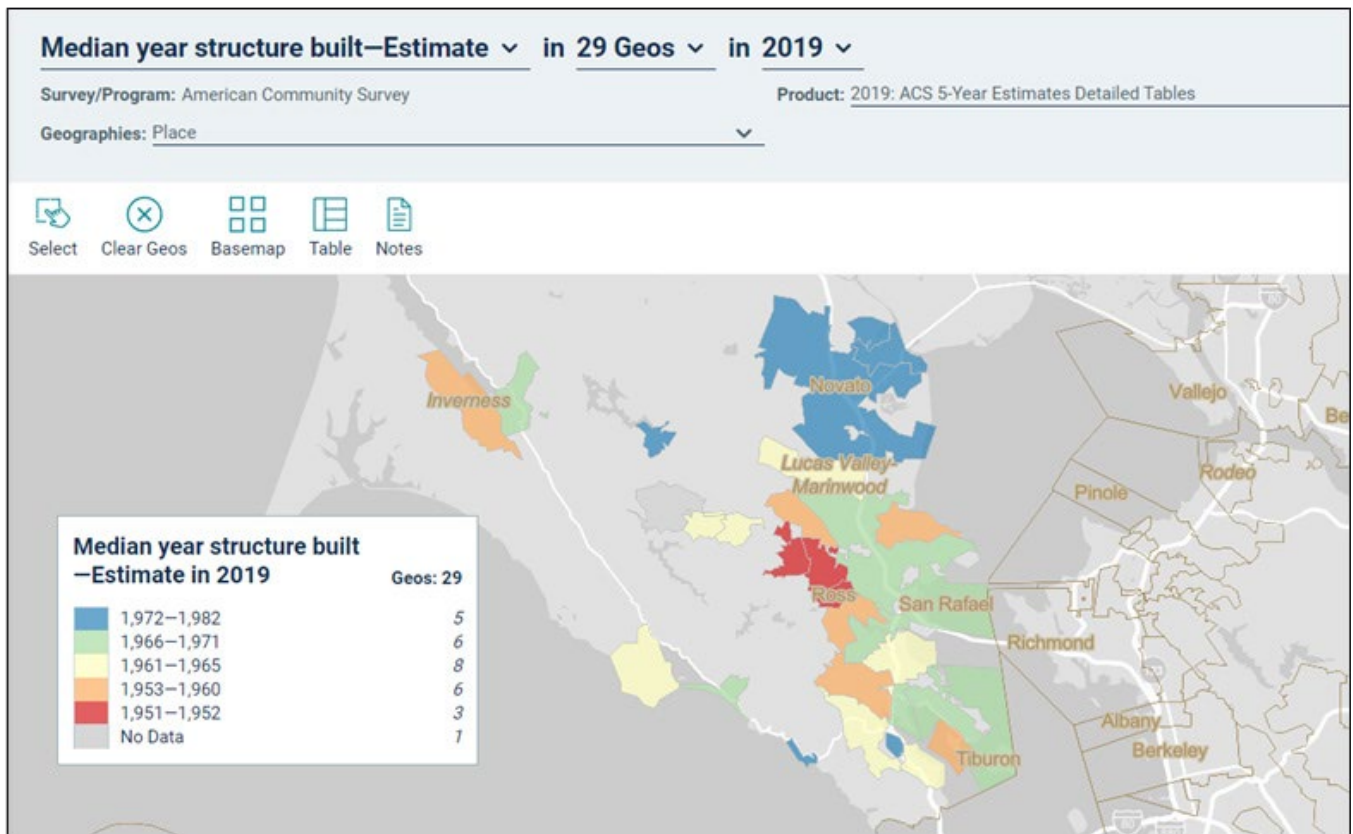 Median year structure built—Estimate in 29 Geos in 2019
Survey/Program: American Community Survey Product: 2019: ACS 5-Year Estimates Detailed Tables
Geographies: Place
Select Clear Geos Basemap Table Notes
Novato
Inverness
Vallejo
Be
Lucas Valley-
Marinwood
Rodeo
Pinole
Ross
San Rafael
Richmond
Albany
Berkeley
Tiburon
80
80
Median year structure built
—Estimate in 2019 Geos: 29
1,972—1,982 5
1,966—1,971 6
1,961—1,965 8
1,953—1,960 6
1,951—1,952 3
No Data 1